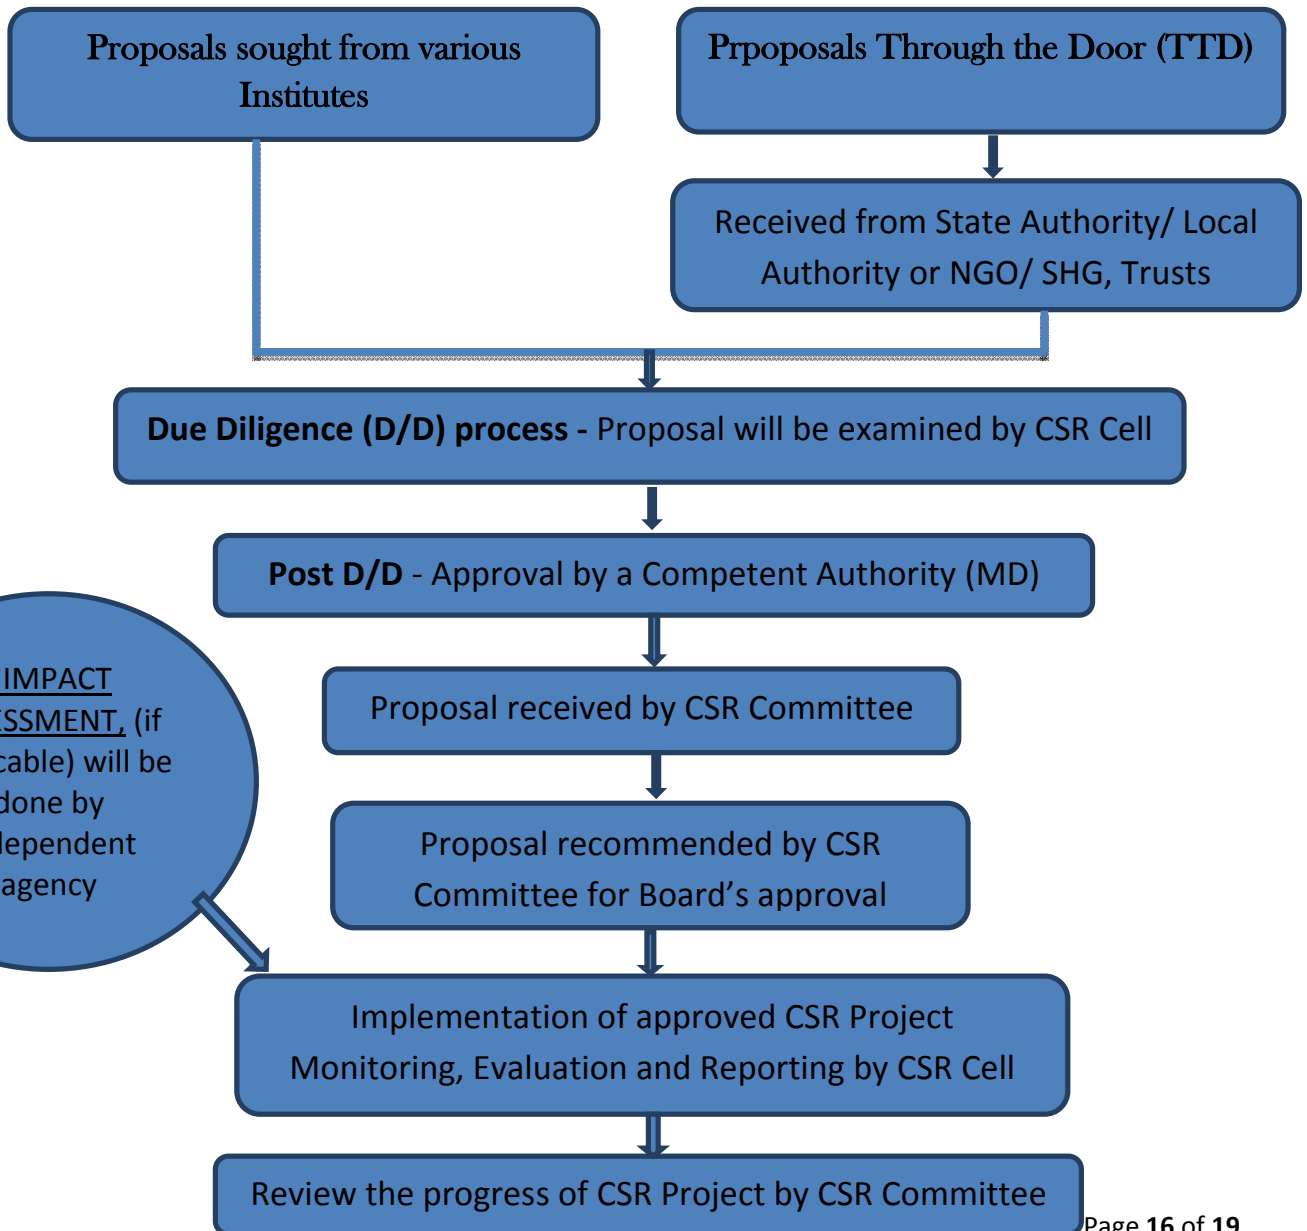 Proposals sought from various
Institutes
Prpoposals Through the Door (TTD)
Received from State Authority/ Local
Authority or NGO/ SHG, Trusts
Due Diligence (D/D) process - Proposal will be examined by CSR Cell
Post D/D - Approval by a Competent Authority (MD)
IMPACT
ESSMENT, (if
cable) will be
done by
dependent
agency
Proposal received by CSR Committee
Proposal recommended by CSR
Committee for Board’s approval
Implementation of approved CSR Project
Monitoring, Evaluation and Reporting by CSR Cell
Review the progress of CSR Project by CSR Committee
Page 16 of 19